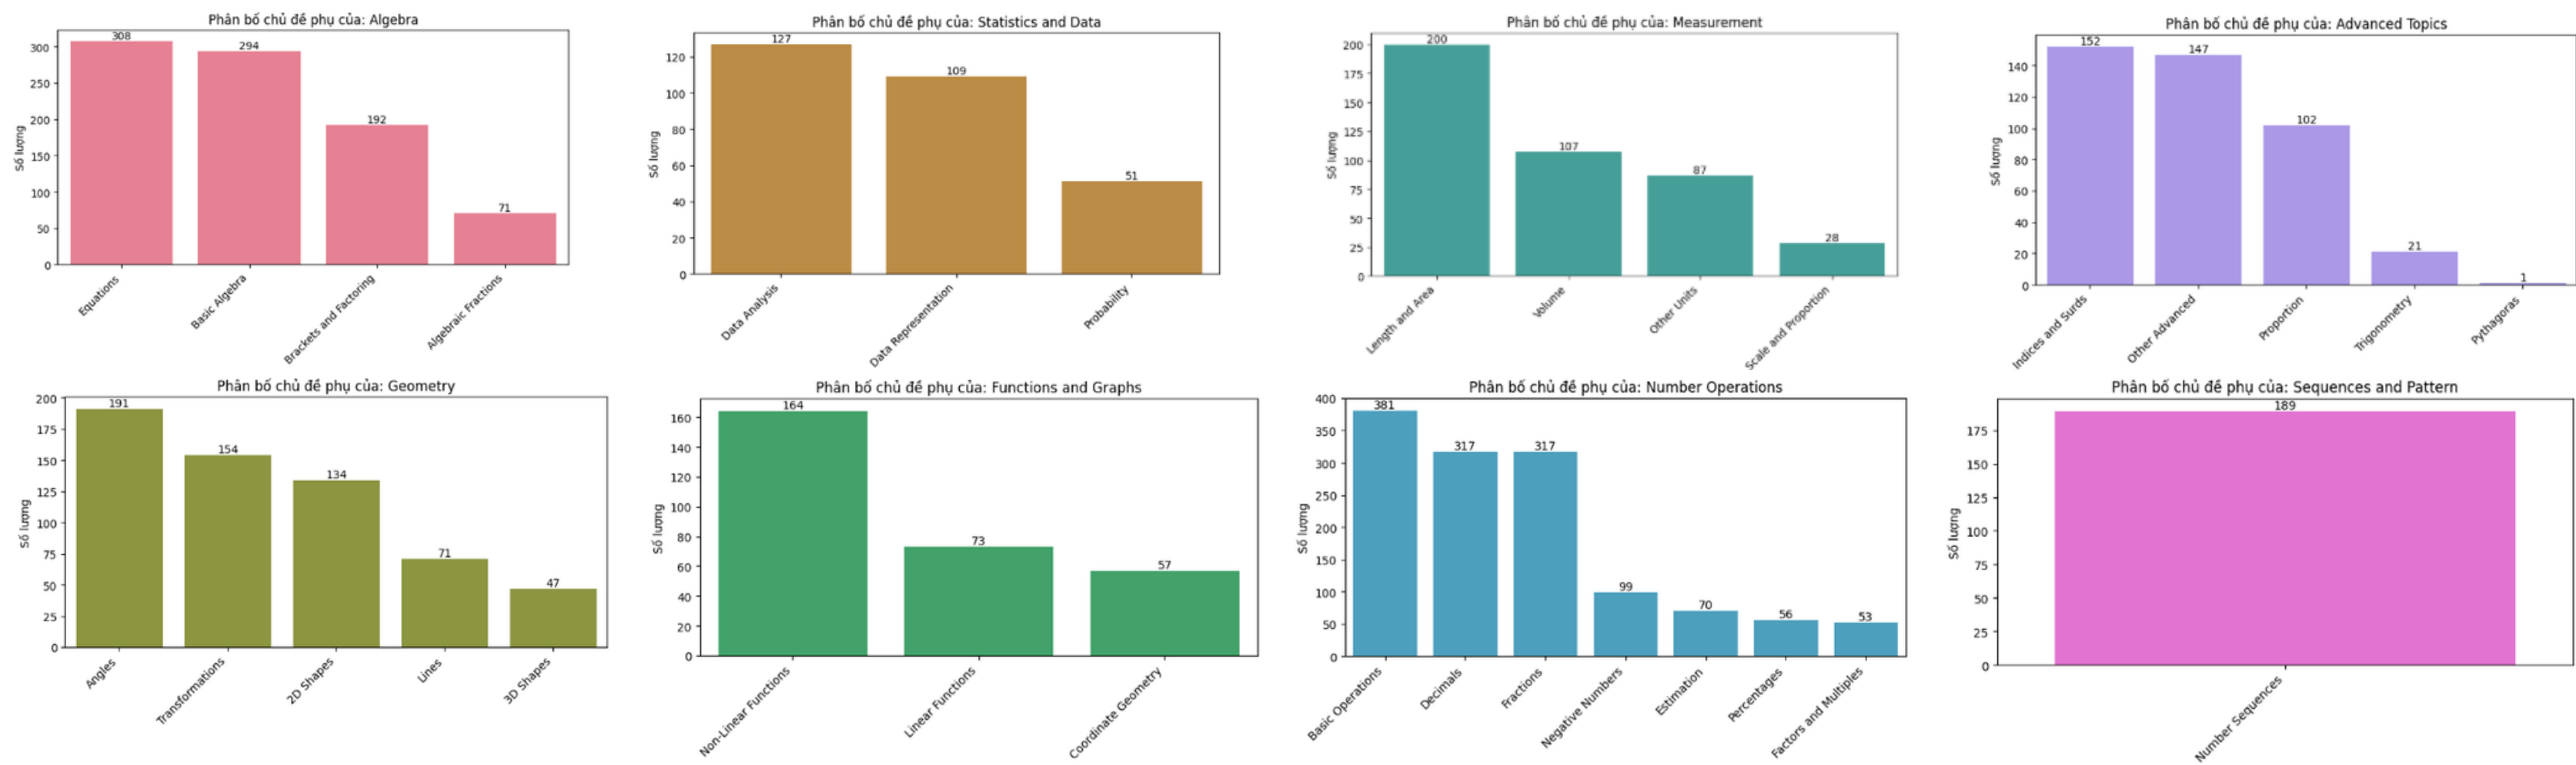 Phân bố chủ đề phụ của: Algebra
Số lượng
300
250
200
150
100
50
0
308
294
192
71
Equations
Basic Algebra
Brackets and Factoring
Algebraic Fractions
Phân bố chủ đề phụ của: Statistics and Data
Số lượng
120
100
80
60
40
20
0
127
109
51
Data Analysis
Data Representation
Probability
Phân bố chủ đề phụ của: Measurement
Số lượng
200
175
150
125
100
75
50
25
0
200
107
87
28
Length and Area
Volume
Other Units
Scale and Proportion
Phân bố chủ đề phụ của: Advanced Topics
Số lượng
140
120
100
80
60
40
20
0
152
147
102
21
1
Indices and Surds
Other Advanced
Proportion
Trigonometry
Pythagoras
Phân bố chủ đề phụ của: Geometry
Số lượng
200
175
150
125
100
75
50
25
0
191
154
134
71
47
Angles
Transformations
2D Shapes
Lines
3D Shapes
Phân bố chủ đề phụ của: Functions and Graphs
Số lượng
160
140
120
100
80
60
40
20
0
164
73
57
Non-Linear Functions
Linear Functions
Coordinate Geometry
Phân bố chủ đề phụ của: Number Operations
Số lượng
400
350
300
250
200
150
100
50
0
381
317
317
99
70
56
53
Basic Operations
Decimals
Fractions
Negative Numbers
Estimation
Percentages
Factors and Multiples
Phân bố chủ đề phụ của: Sequences and Pattern
Số lượng
175
150
125
100
75
50
25
0
189
Number Sequences